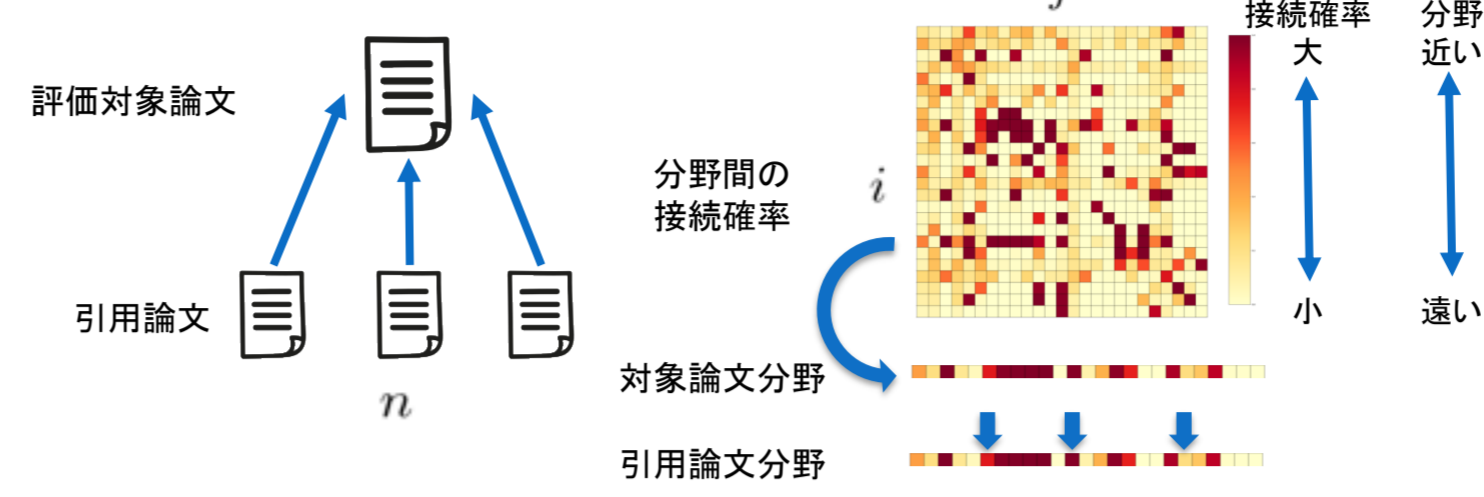 評価対象論文
引用論文
n
分野間の
接続確率
i
接続確率
大
小
分野
近い
遠い
対象論文分野
引用論文分野